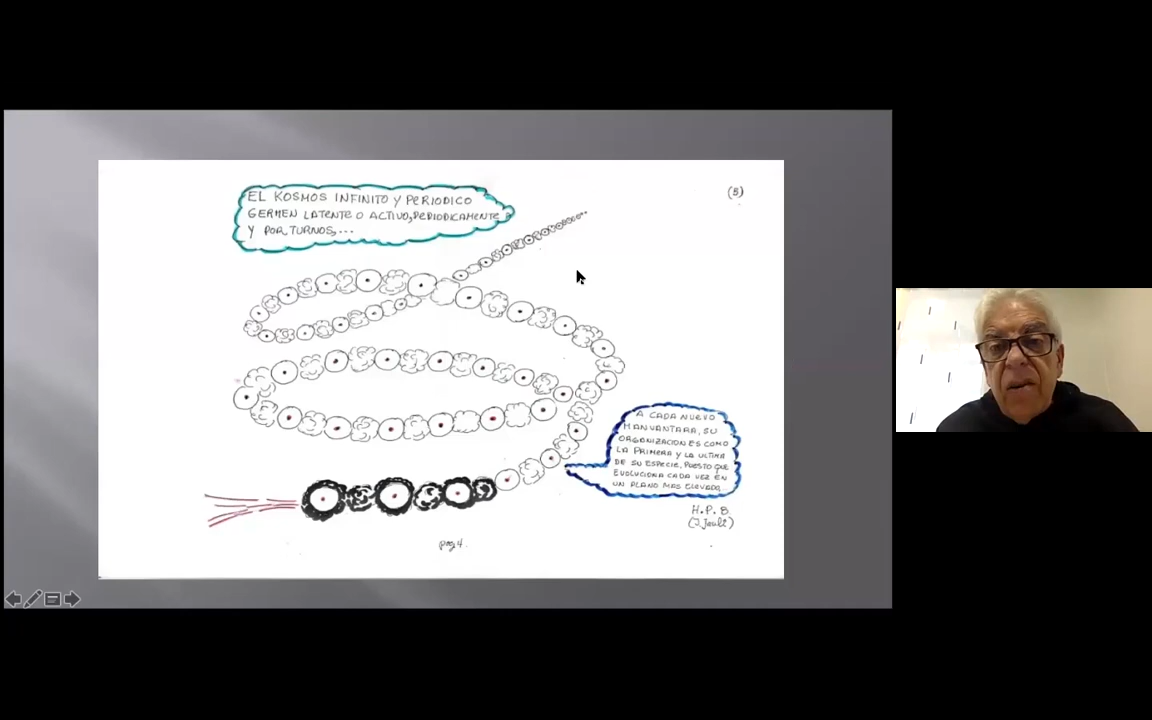 EL KOSMOS INFINITO Y PERIODICO
GERMEN LATENTE O ACTIVO, PERIODICAMENTE
Y POR TURNOS,...
(5)
A CADA NUEVO
MANVANTARA, SU
ORGANIZACION ES COMO
LA PRIMERA Y LA ULTIMA
DE SU ESPECIE, PUESTO QUE
EVOLUCIONA CADA VEZ EN
UN PLANO MAS ELEVADO...
H.P.B.
(J. Jauli)
pag 4.